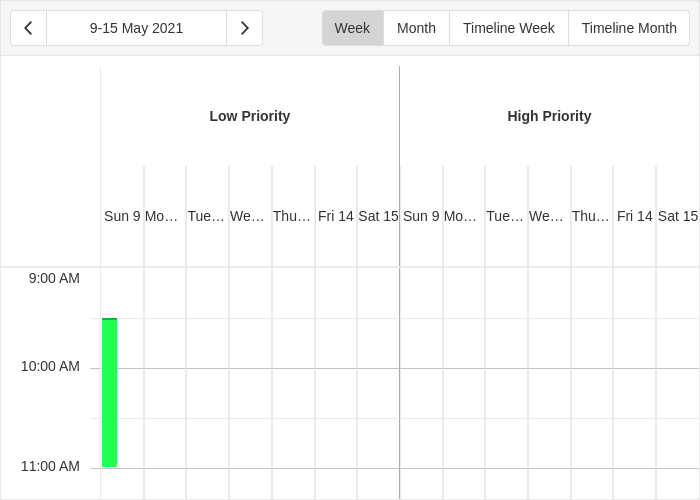 9-15 May 2021
Week Month Timeline Week Timeline Month
Low Priority High Priority
Sun 9 Mo… Tue… We… Thu… Fri 14 Sat 15 Sun 9 Mo… Tue… We… Thu… Fri 14 Sat 15
9:00 AM
10:00 AM
11:00 AM